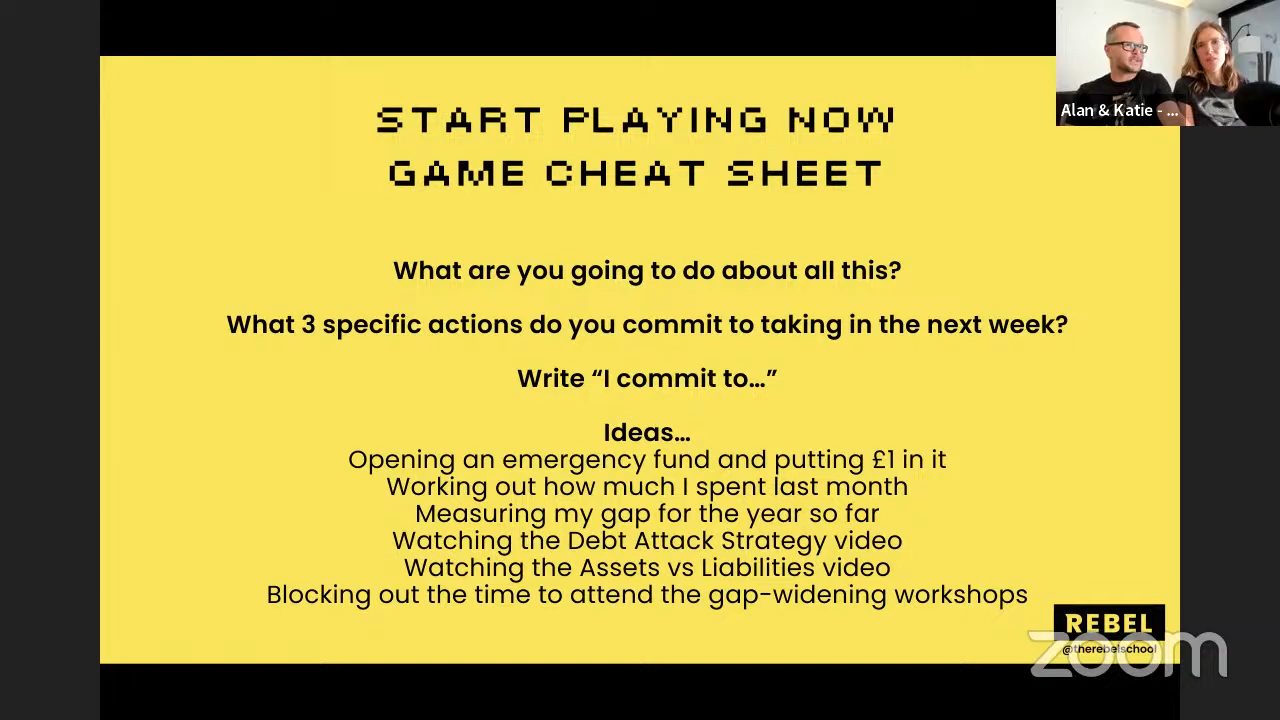 START PLAYING NOW
GAME CHEAT SHEET
What are you going to do about all this?
What 3 specific actions do you commit to taking in the next week?
Write “I commit to…”
Ideas…
Opening an emergency fund and putting £1 in it
Working out how much I spent last month
Measuring my gap for the year so far
Watching the Debt Attack Strategy video
Watching the Assets vs Liabilities video
Blocking out the time to attend the gap-widening workshops
Alan & Katie - ...
REBEL
@therebelschool
zoom